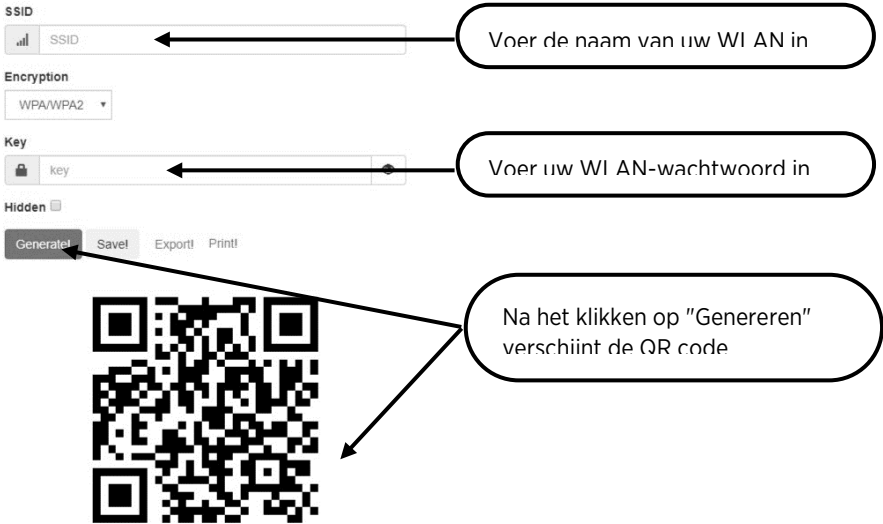 SSID
SSID
Voer de naam van uw WLAN in
Encryption
WPA/WPA2
Key
key
Voer uw WLAN-wachtwoord in
Hidden
Generate! Save! Export! Print!
Na het klikken op "Genereren"
verschijnt de QR code